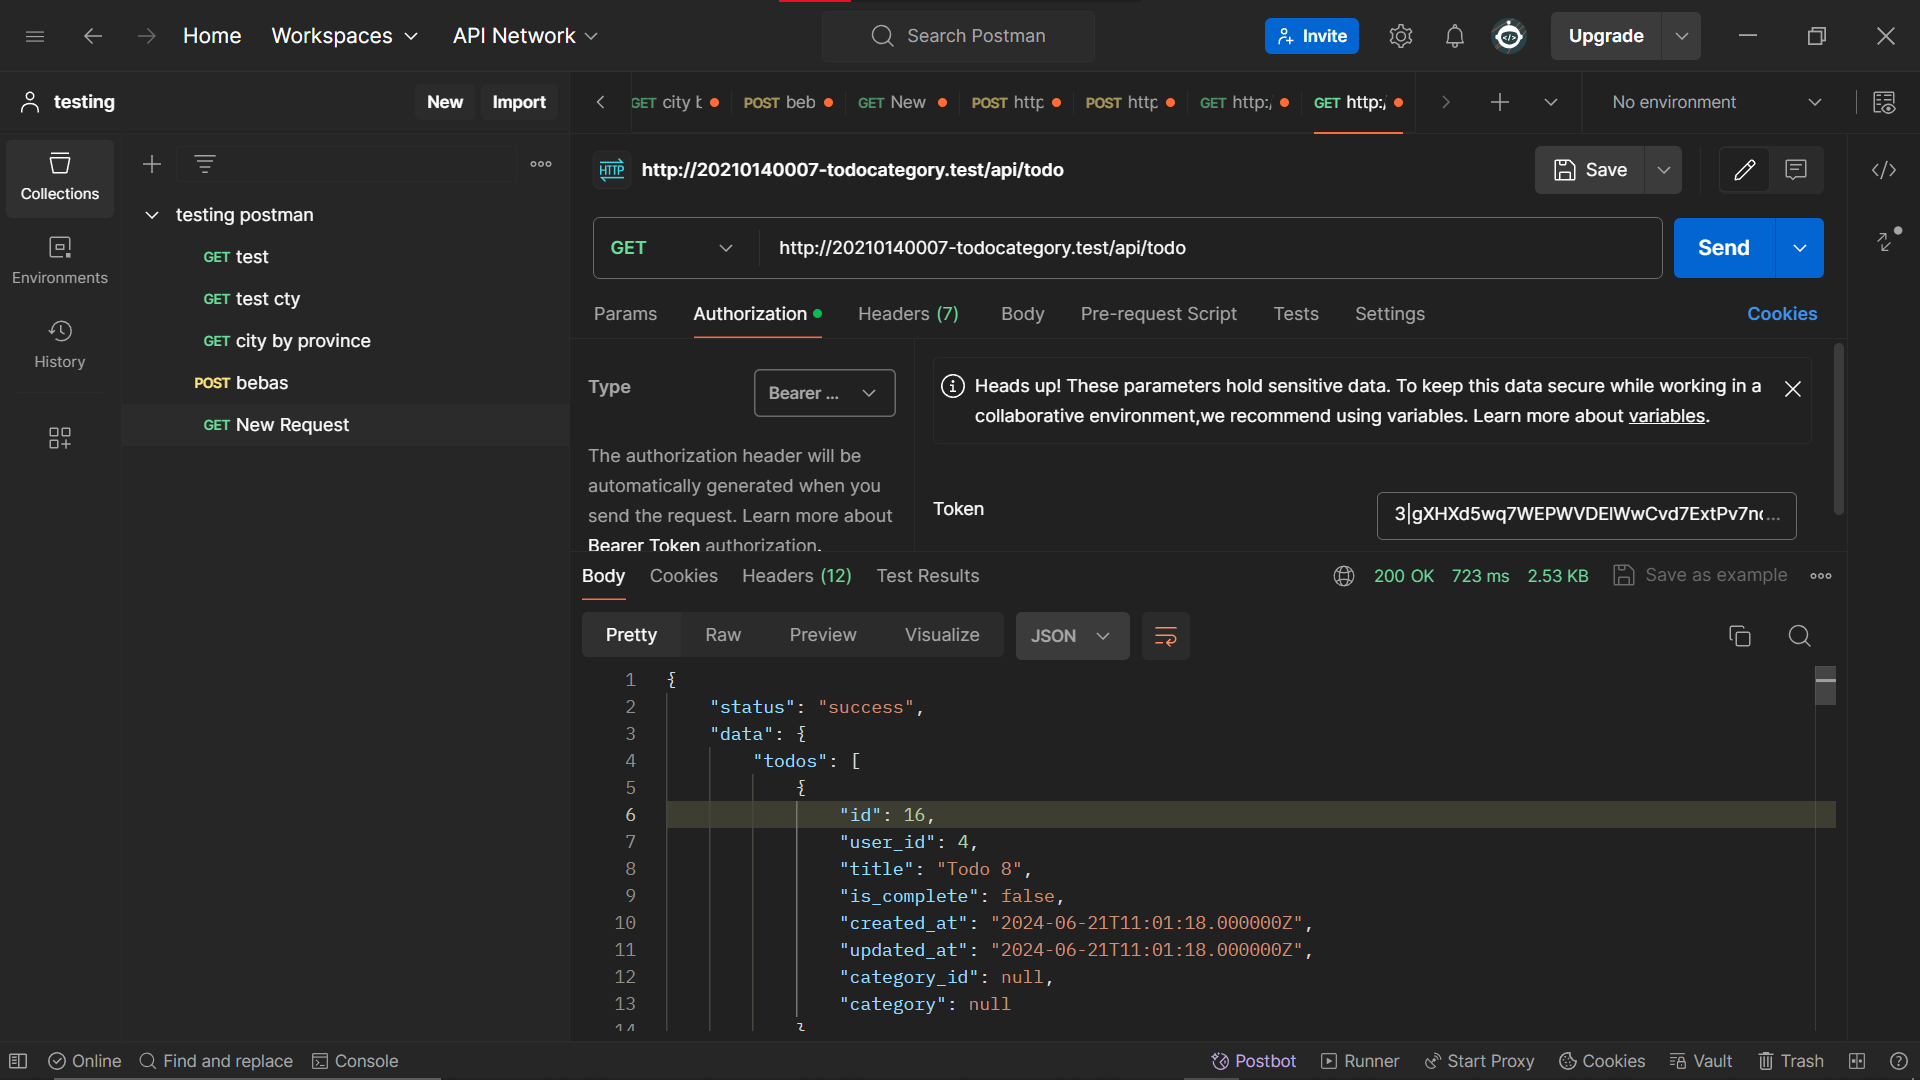 Home Workspaces API Network Search Postman Invite Upgrade
testing New Import
GET city POST beb GET New POST http POST http GET http:/ GET http:/ No environment
Collections
Environments
History
testing postman
GET test
GET test cty
GET city by province
POST bebas
GET New Request
HTTP http://20210140007-todocategory.test/api/todo Save
GET http://20210140007-todocategory.test/api/todo Send
Params Authorization Headers (7) Body Pre-request Script Tests Settings Cookies
Type Bearer ...
The authorization header will be
automatically generated when you
send the request. Learn more about
Bearer Token authorization.
Heads up! These parameters hold sensitive data. To keep this data secure while working in a
collaborative environment,we recommend using variables. Learn more about variables.
Token 3|gXHXd5wq7WEPWVDElWwCvd7ExtPv7n...
Body Cookies Headers (12) Test Results 200 OK 723 ms 2.53 KB Save as example
Pretty Raw Preview Visualize JSON
1 {
2 "status": "success",
3 "data": {
4 "todos": [
5 {
6 "id": 16,
7 "user_id": 4,
8 "title": "Todo 8",
9 "is_complete": false,
10 "created_at": "2024-06-21T11:01:18.000000Z",
11 "updated_at": "2024-06-21T11:01:18.000000Z",
12 "category_id": null,
13 "category": null
14 }
Online Find and replace Console Postbot Runner Start Proxy Cookies Vault Trash